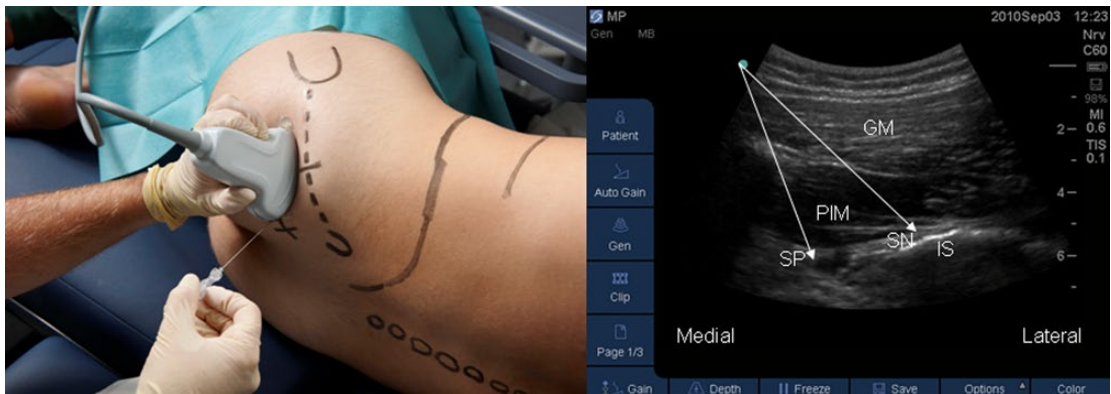 MP
2010Sep03 12:23
Gen MB
Nrv
C60
98%
MI
0.6
TIS
0.1
2
4
6
Patient
Auto Gain
Gen
Clip
Page 1/3
GM
PIM
SN
IS
SP
Medial
Lateral
Gain
Depth
Freeze
Save
Options
Color
X